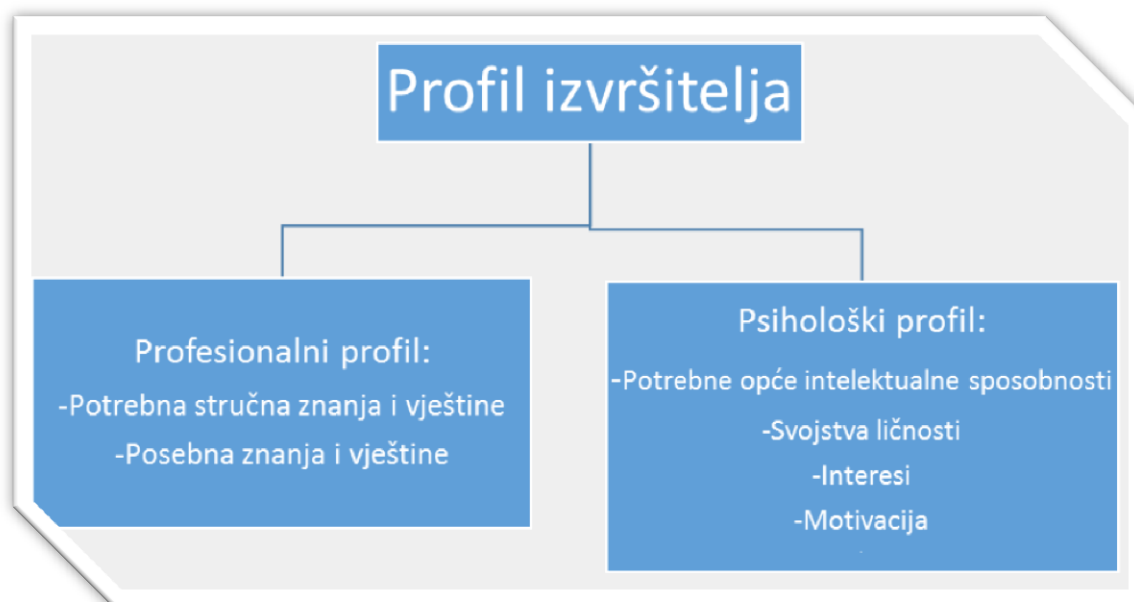 Profil izvršitelja
Profesionalni profil:
-Potrebna stručna znanja i vještine
-Posebna znanja i vještine
Psihološki profil:
-Potrebne opće intelektualne sposobnosti
-Svojstva ličnosti
-Interesi
-Motivacija